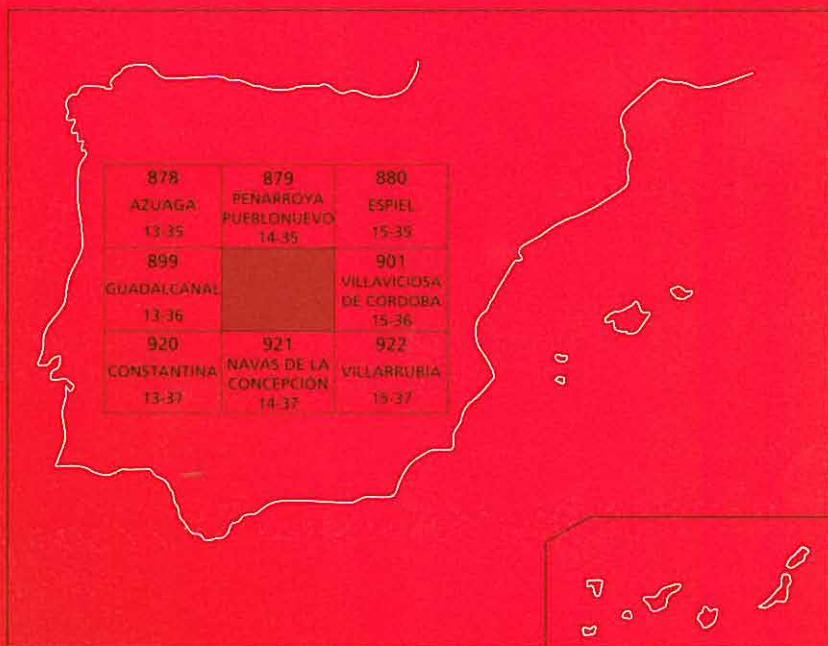 878
AZUAGA
13-35
879
PEÑARROYA
PUEBLONUEVO
14-35
880
ESPIEL
15-35
899
GUADALCANAL
13-36
901
VILLAVICIOSA
DE CORDOBA
15-36
920
CONSTANTINA
13-37
921
NAVAS DE LA
CONCEPCIÓN
14-37
922
VILLARRUBIA
15-37